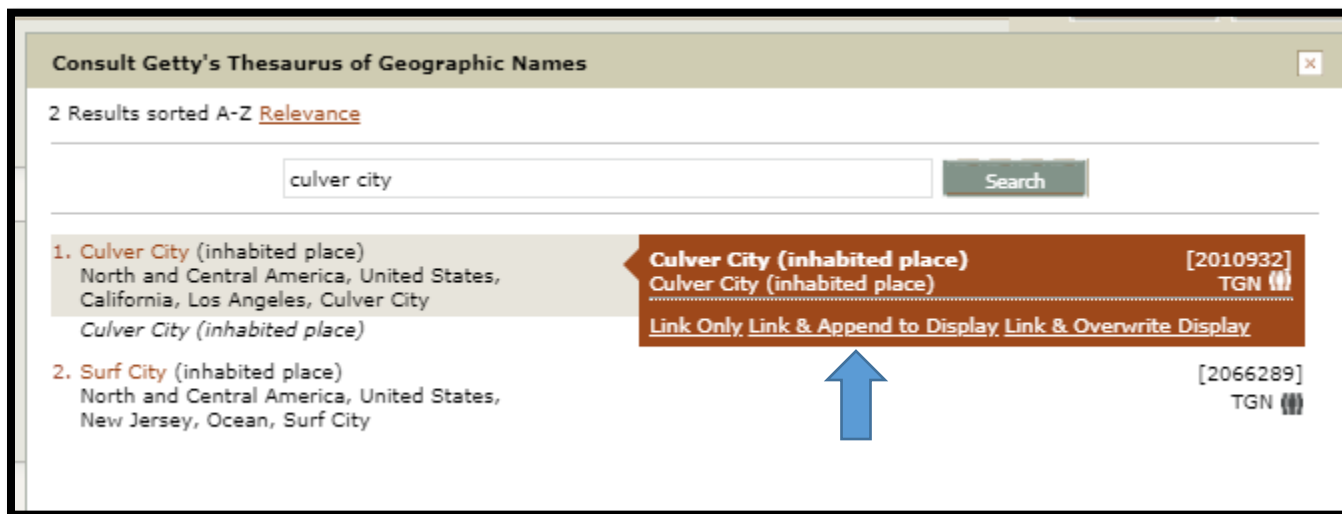 Consult Getty's Thesaurus of Geographic Names
2 Results sorted A-Z Relevance
culver city
Search
1. Culver City (inhabited place)
North and Central America, United States,
California, Los Angeles, Culver City
Culver City (inhabited place)
Culver City (inhabited place) [2010932]
Culver City (inhabited place) TGN
Link Only Link & Append to Display Link & Overwrite Display
2. Surf City (inhabited place) [2066289]
North and Central America, United States, TGN
New Jersey, Ocean, Surf City